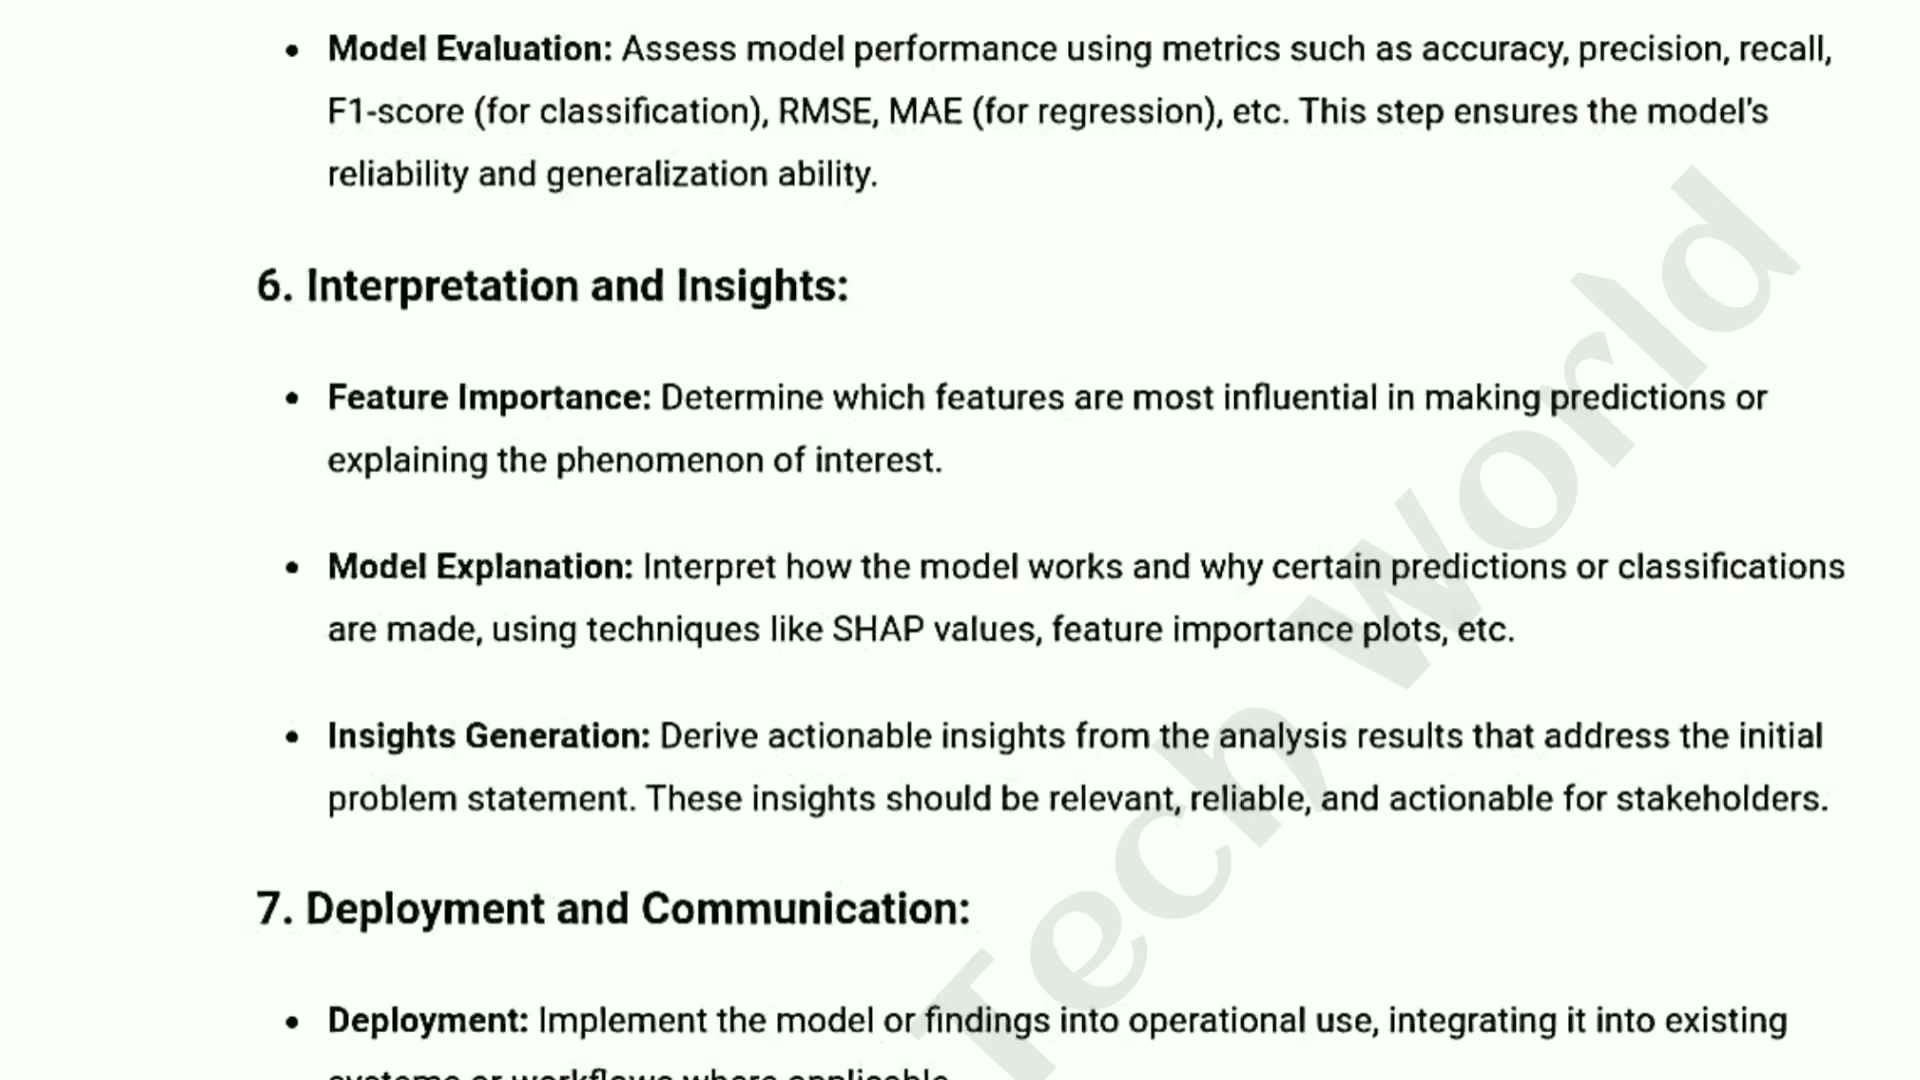 • Model Evaluation: Assess model performance using metrics such as accuracy, precision, recall,
F1-score (for classification), RMSE, MAE (for regression), etc. This step ensures the model's
reliability and generalization ability.
6. Interpretation and Insights:
• Feature Importance: Determine which features are most influential in making predictions or
explaining the phenomenon of interest.
• Model Explanation: Interpret how the model works and why certain predictions or classifications
are made, using techniques like SHAP values, feature importance plots, etc.
• Insights Generation: Derive actionable insights from the analysis results that address the initial
problem statement. These insights should be relevant, reliable, and actionable for stakeholders.
7. Deployment and Communication:
• Deployment: Implement the model or findings into operational use, integrating it into existing
systems or workflows where applicable.
Tech World